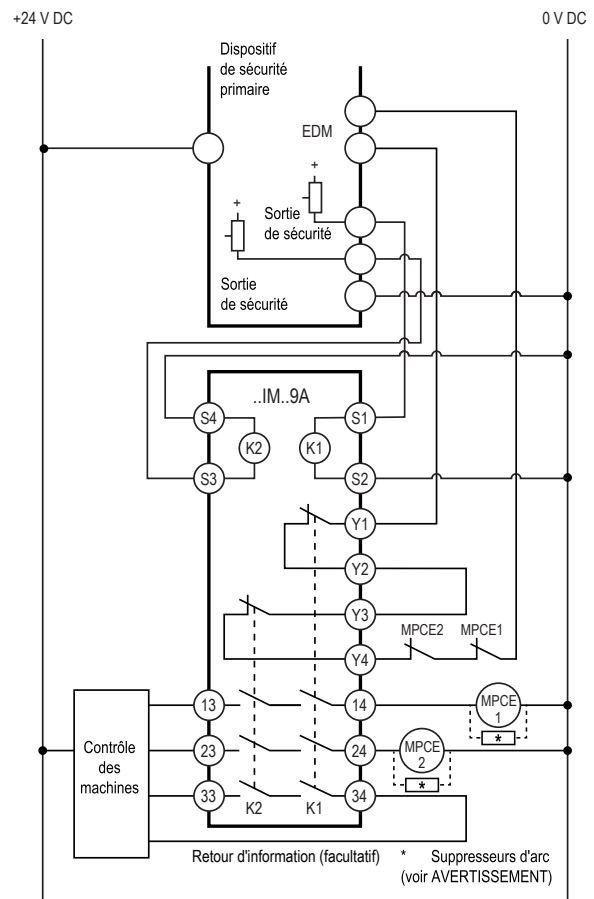 +24 V DC
0 V DC
Dispositif
de sécurité
primaire
EDM
+
+
Sortie
de sécurité
Sortie
de sécurité
..IM..9A
S4
S1
K2
K1
S3
S2
Y1
Y2
Y3
MPCE2
MPCE1
Y4
13
14
MPCE
1
*
Contrôle
des
machines
23
24
MPCE
2
*
33
34
K2
K1
Retour d'information (facultatif)
* Suppresseurs d'arc
(voir AVERTISSEMENT)